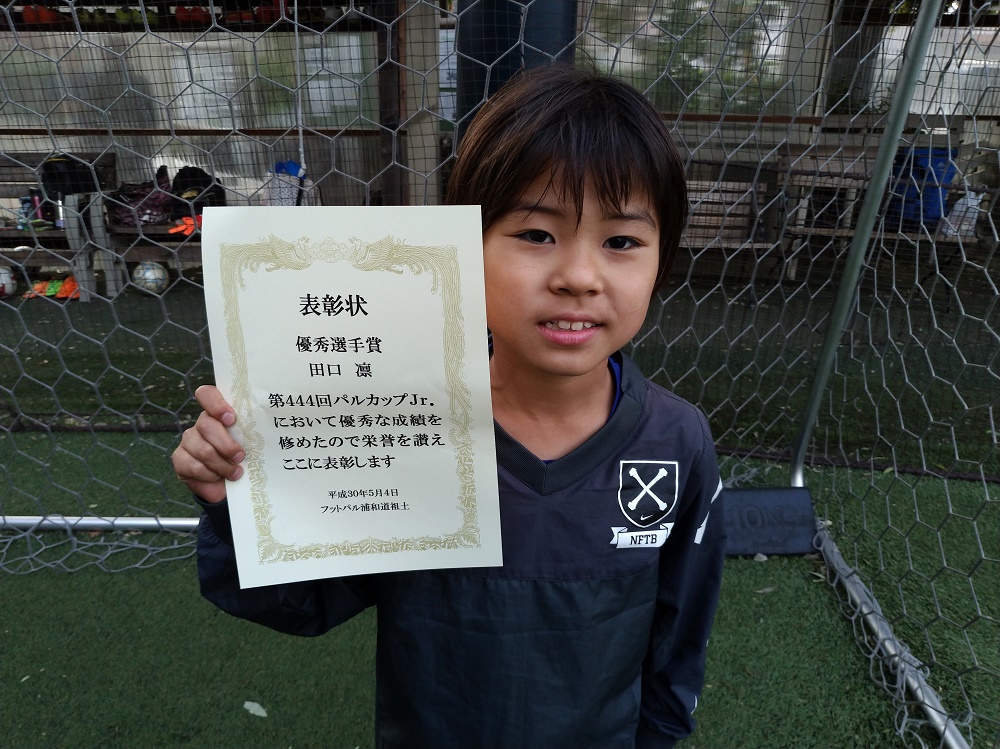 表彰状
優秀選手賞
田口 凛
第444回パルカップJr.
において優秀な成績を
修めたので栄誉を讃え
ここに表彰します
平成30年5月4日
フットパル浦和道祖土
NFTB